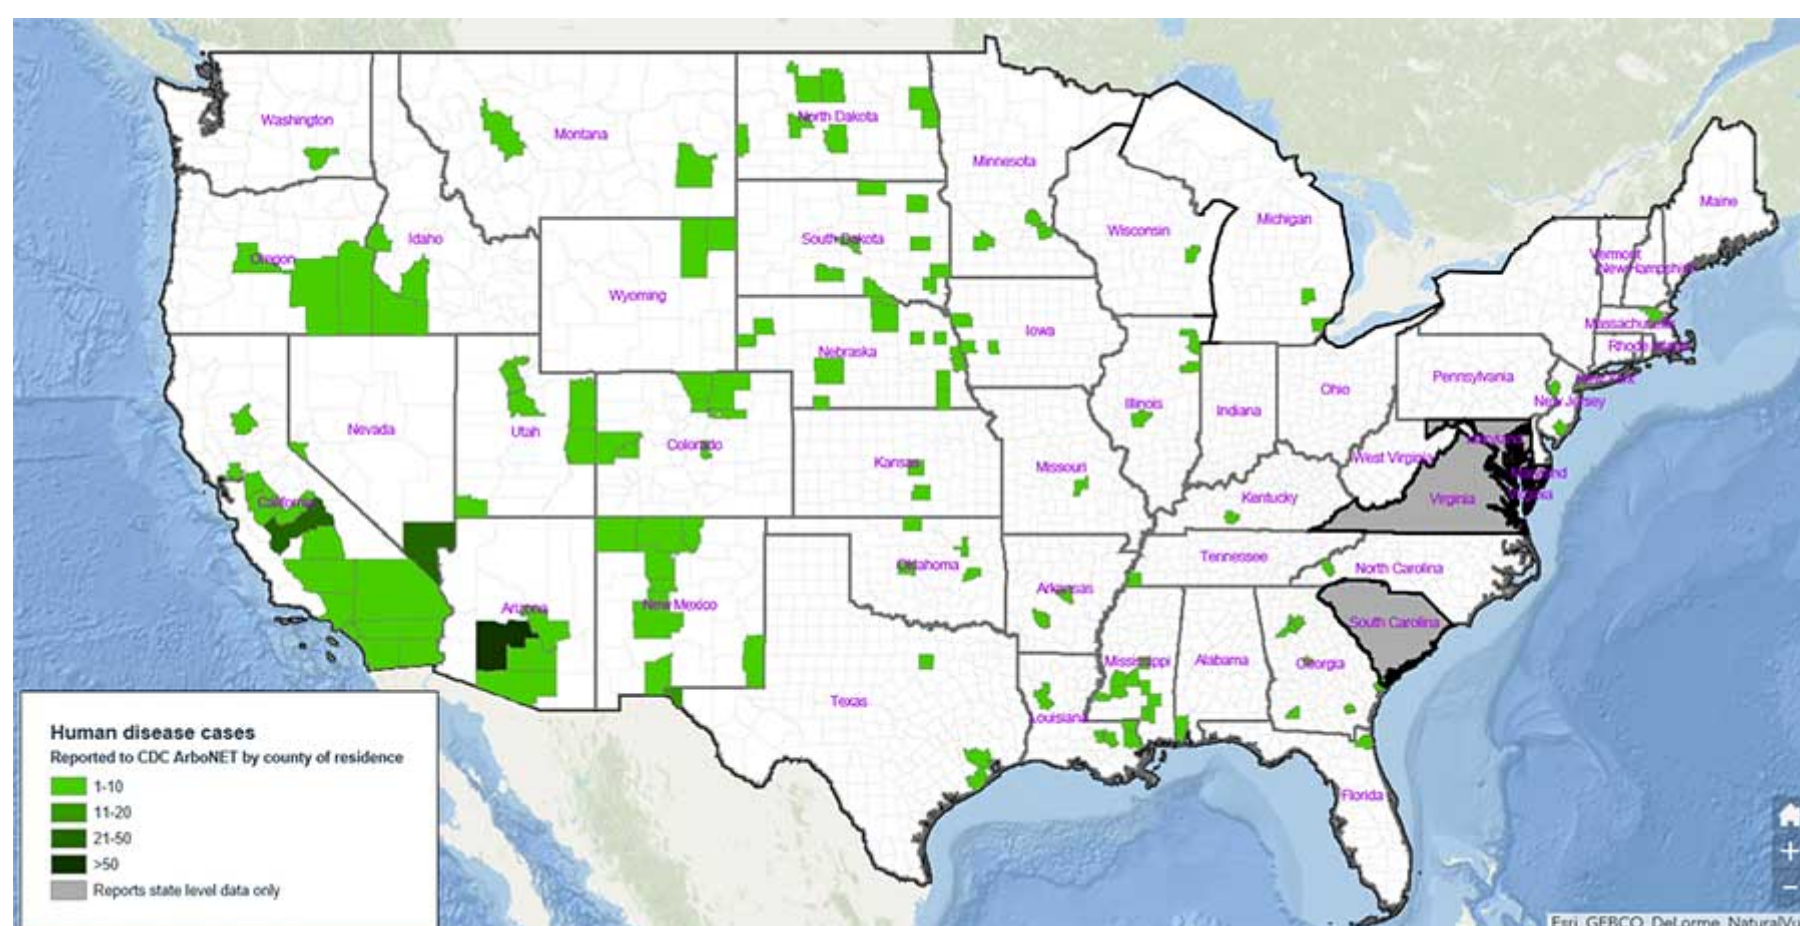 Washington
Montana
North Dakota
Minnesota
Maine
Oregon
Idaho
South Dakota
Wisconsin
Michigan
Vermont
New Hampshire
Wyoming
Iowa
Massachusetts
Nebraska
Rhode Island
Pennsylvania
Nevada
Utah
Colorado
Illinois
Indiana
Ohio
New Jersey
Kansas
Missouri
West Virginia
California
Kentucky
Virginia
Arizona
New Mexico
Oklahoma
Arkansas
Tennessee
North Carolina
South Carolina
Texas
Louisiana
Mississippi
Alabama
Georgia
Florida
Human disease cases
Reported to CDC ArboNET by county of residence
1-10
11-20
21-50
>50
Reports state level data only
+
−
Esri, GEBCO, DeLorme, NaturalVu